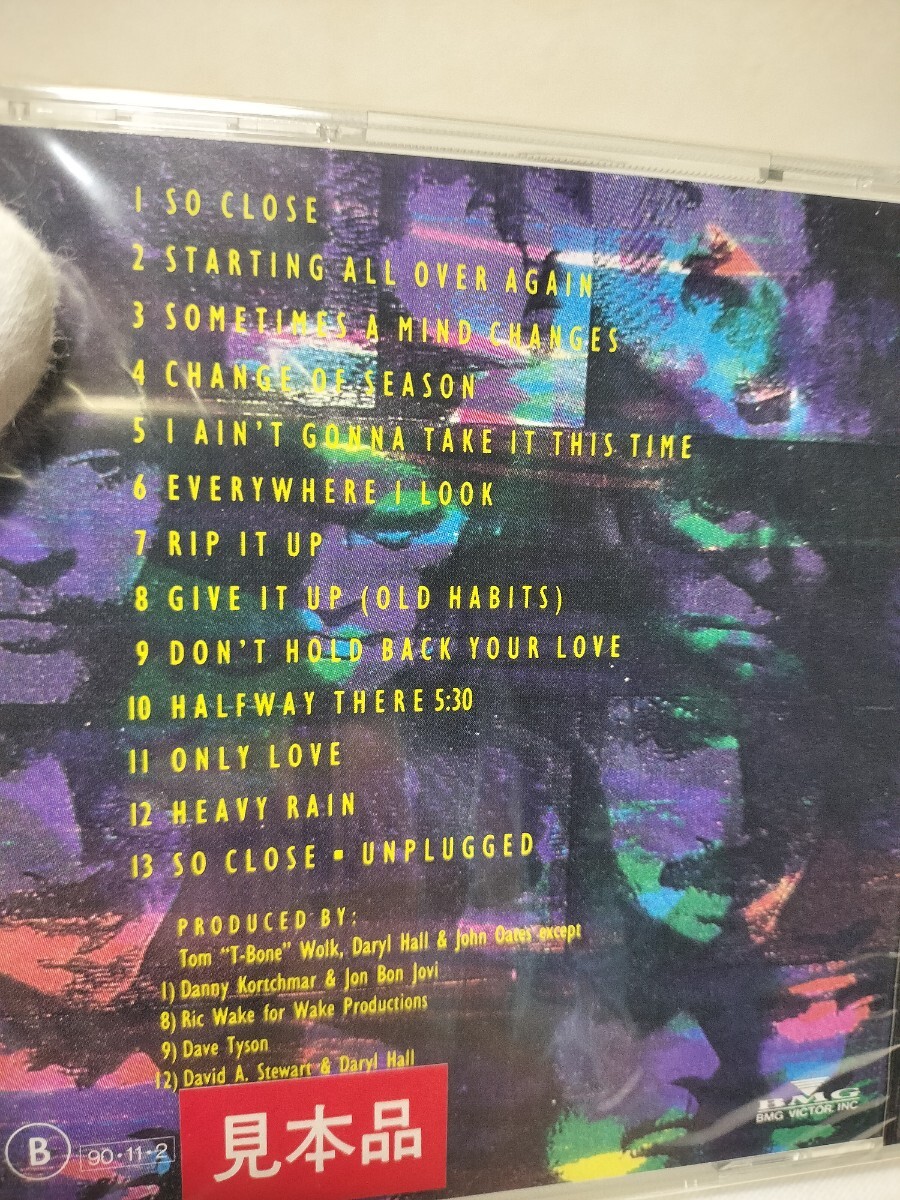 1 SO CLOSE
2 STARTING ALL OVER AGAIN
3 SOMETIMES A MIND CHANGES
4 CHANGE OF SEASON
5 I AIN'T GONNA TAKE IT THIS TIME
6 EVERYWHERE I LOOK
7 RIP IT UP
8 GIVE IT UP (OLD HABITS)
9 DON'T HOLD BACK YOUR LOVE
10 HALFWAY THERE 5:30
11 ONLY LOVE
12 HEAVY RAIN
13 SO CLOSE ▪ UNPLUGGED
PRODUCED BY:
Tom "T-Bone" Wolk, Daryl Hall & John Oates except
1) Danny Kortchmar & Jon Bon Jovi
8) Ric Wake for Wake Productions
9) Dave Tyson
12) David A. Stewart & Daryl Hall
見本品
B 90・11・2
BMG
BMG VICTOR, INC